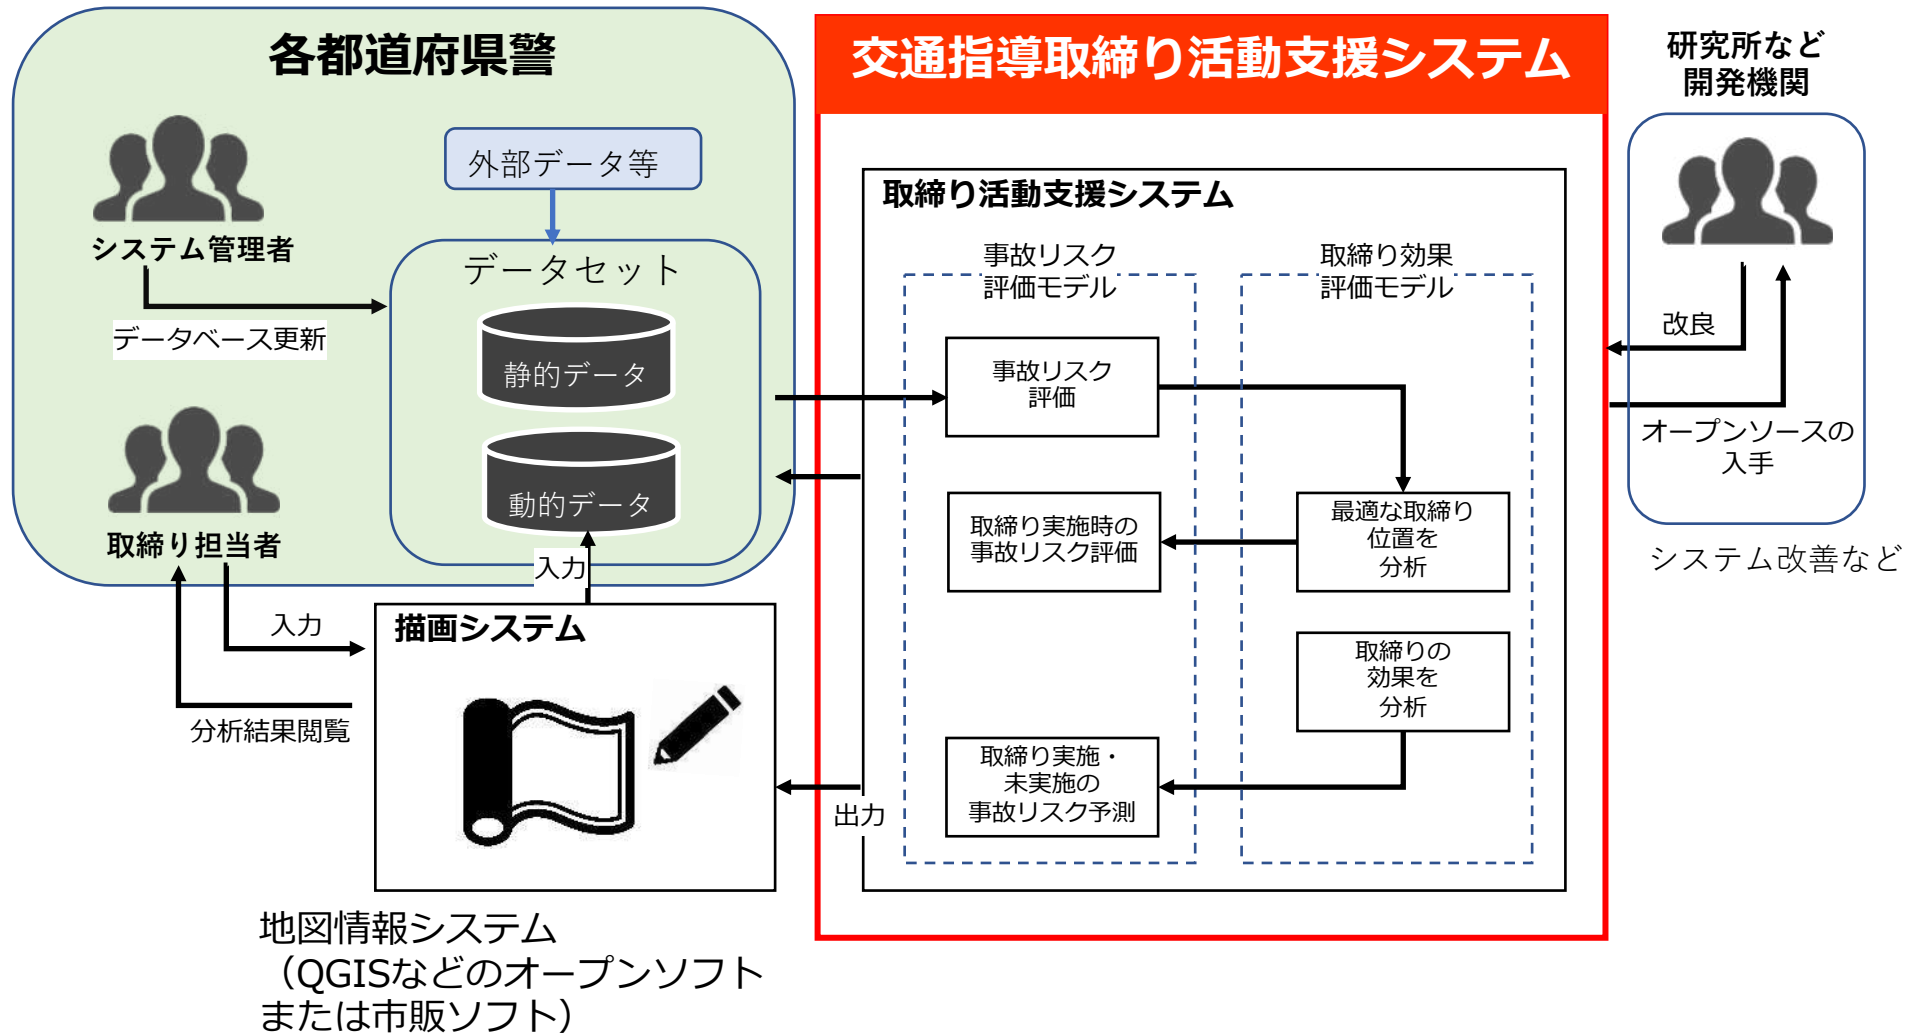 各都道府県警
システム管理者
データベース更新
外部データ等
データセット
静的データ
動的データ
取締り担当者
入力
入力
分析結果閲覧
描画システム
地図情報システム
（QGISなどのオープンソフト
または市販ソフト）
交通指導取締り活動支援システム
取締り活動支援システム
事故リスク
評価モデル
取締り効果
評価モデル
事故リスク
評価
取締り実施時の
事故リスク評価
最適な取締り
位置を
分析
取締りの
効果を
分析
取締り実施・
未実施の
事故リスク予測
出力
研究所など
開発機関
改良
オープンソースの
入手
システム改善など